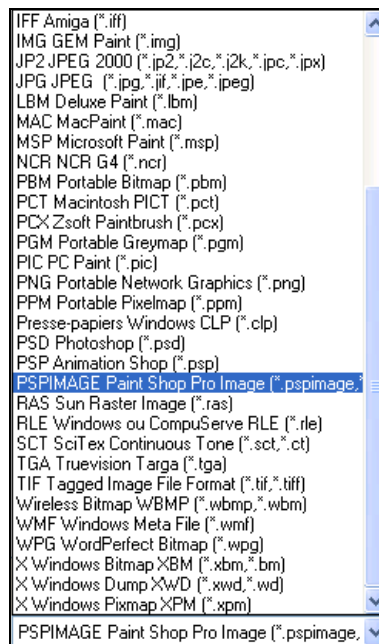 IFF Amiga (*.iff)
IMG GEM Paint (*.img)
JP2 JPEG 2000 (*.jp2,*.j2c,*.j2k,*.jpc,*.jpx)
JPG JPEG  (*.jpg,*.jif,*.jpe,*.jpeg)
LBM Deluxe Paint (*.lbm)
MAC MacPaint (*.mac)
MSP Microsoft Paint (*.msp)
NCR NCR G4 (*.ncr)
PBM Portable Bitmap (*.pbm)
PCT Macintosh PICT (*.pct)
PCX Zsoft Paintbrush (*.pcx)
PGM Portable Greymap (*.pgm)
PIC PC Paint (*.pic)
PNG Portable Network Graphics (*.png)
PPM Portable Pixelmap (*.ppm)
Presse-papiers Windows CLP (*.clp)
PSD Photoshop (*.psd)
PSP Animation Shop (*.psp)
PSPIMAGE Paint Shop Pro Image (*.pspimage,*
RAS Sun Raster Image (*.ras)
RLE Windows ou CompuServe RLE (*.rle)
SCT SciTex Continuous Tone (*.sct,*.ct)
TGA Truevision Targa (*.tga)
TIF Tagged Image File Format (*.tif,*.tiff)
Wireless Bitmap WBMP (*.wbmp,*.wbm)
WMF Windows Meta File (*.wmf)
WPG WordPerfect Bitmap (*.wpg)
X Windows Bitmap XBM (*.xbm,*.bm)
X Windows Dump XWD (*.xwd,*.wd)
X Windows Pixmap XPM (*.xpm)
PSPIMAGE Paint Shop Pro Image (*.pspimage,